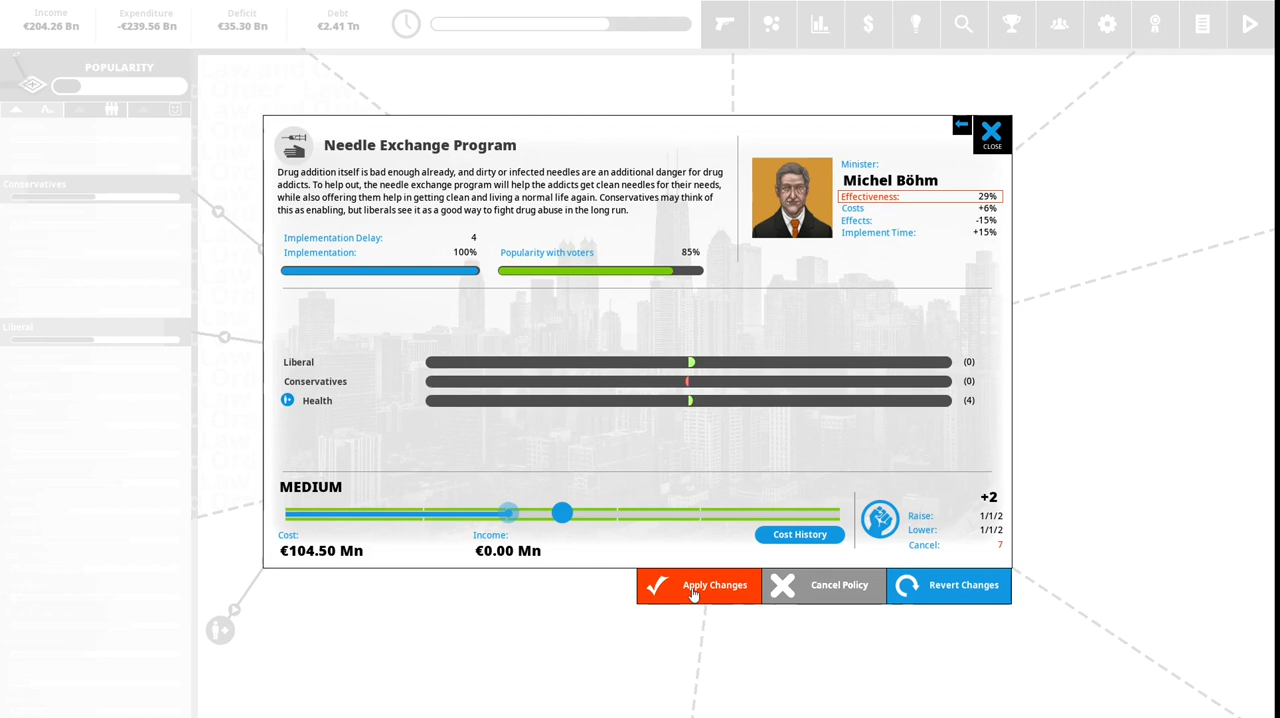 Income Expenditure Deficit Debt
€204.26 Bn -€239.56 Bn €35.30 Bn €2.41 Tn
POPULARITY
Law and
Order
Conservatives
Liberal
Needle Exchange Program
CLOSE
Drug addition itself is bad enough already, and dirty or infected needles are an additional danger for drug
addicts. To help out, the needle exchange program will help the addicts get clean needles for their needs,
while also offering them help in getting clean and living a normal life again. Conservatives may think of
this as enabling, but liberals see it as a good way to fight drug abuse in the long run.
Minister:
Michel Böhm
Effectiveness: 29%
Costs +6%
Effects: -15%
Implement Time: +15%
Implementation Delay: 4
Implementation: 100% Popularity with voters 85%
Liberal (0)
Conservatives (0)
Health (4)
MEDIUM
Cost: Income:
€104.50 Mn €0.00 Mn
Cost History
+2
Raise: 1/1/2
Lower: 1/1/2
Cancel: 7
Apply Changes Cancel Policy Revert Changes